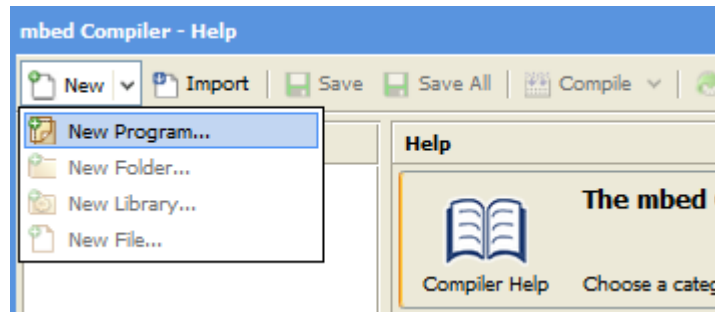 mbed Compiler - Help
New Import Save Save All Compile
New Program...
New Folder...
New Library...
New File...
Help
The mbed
Compiler Help
Choose a categ